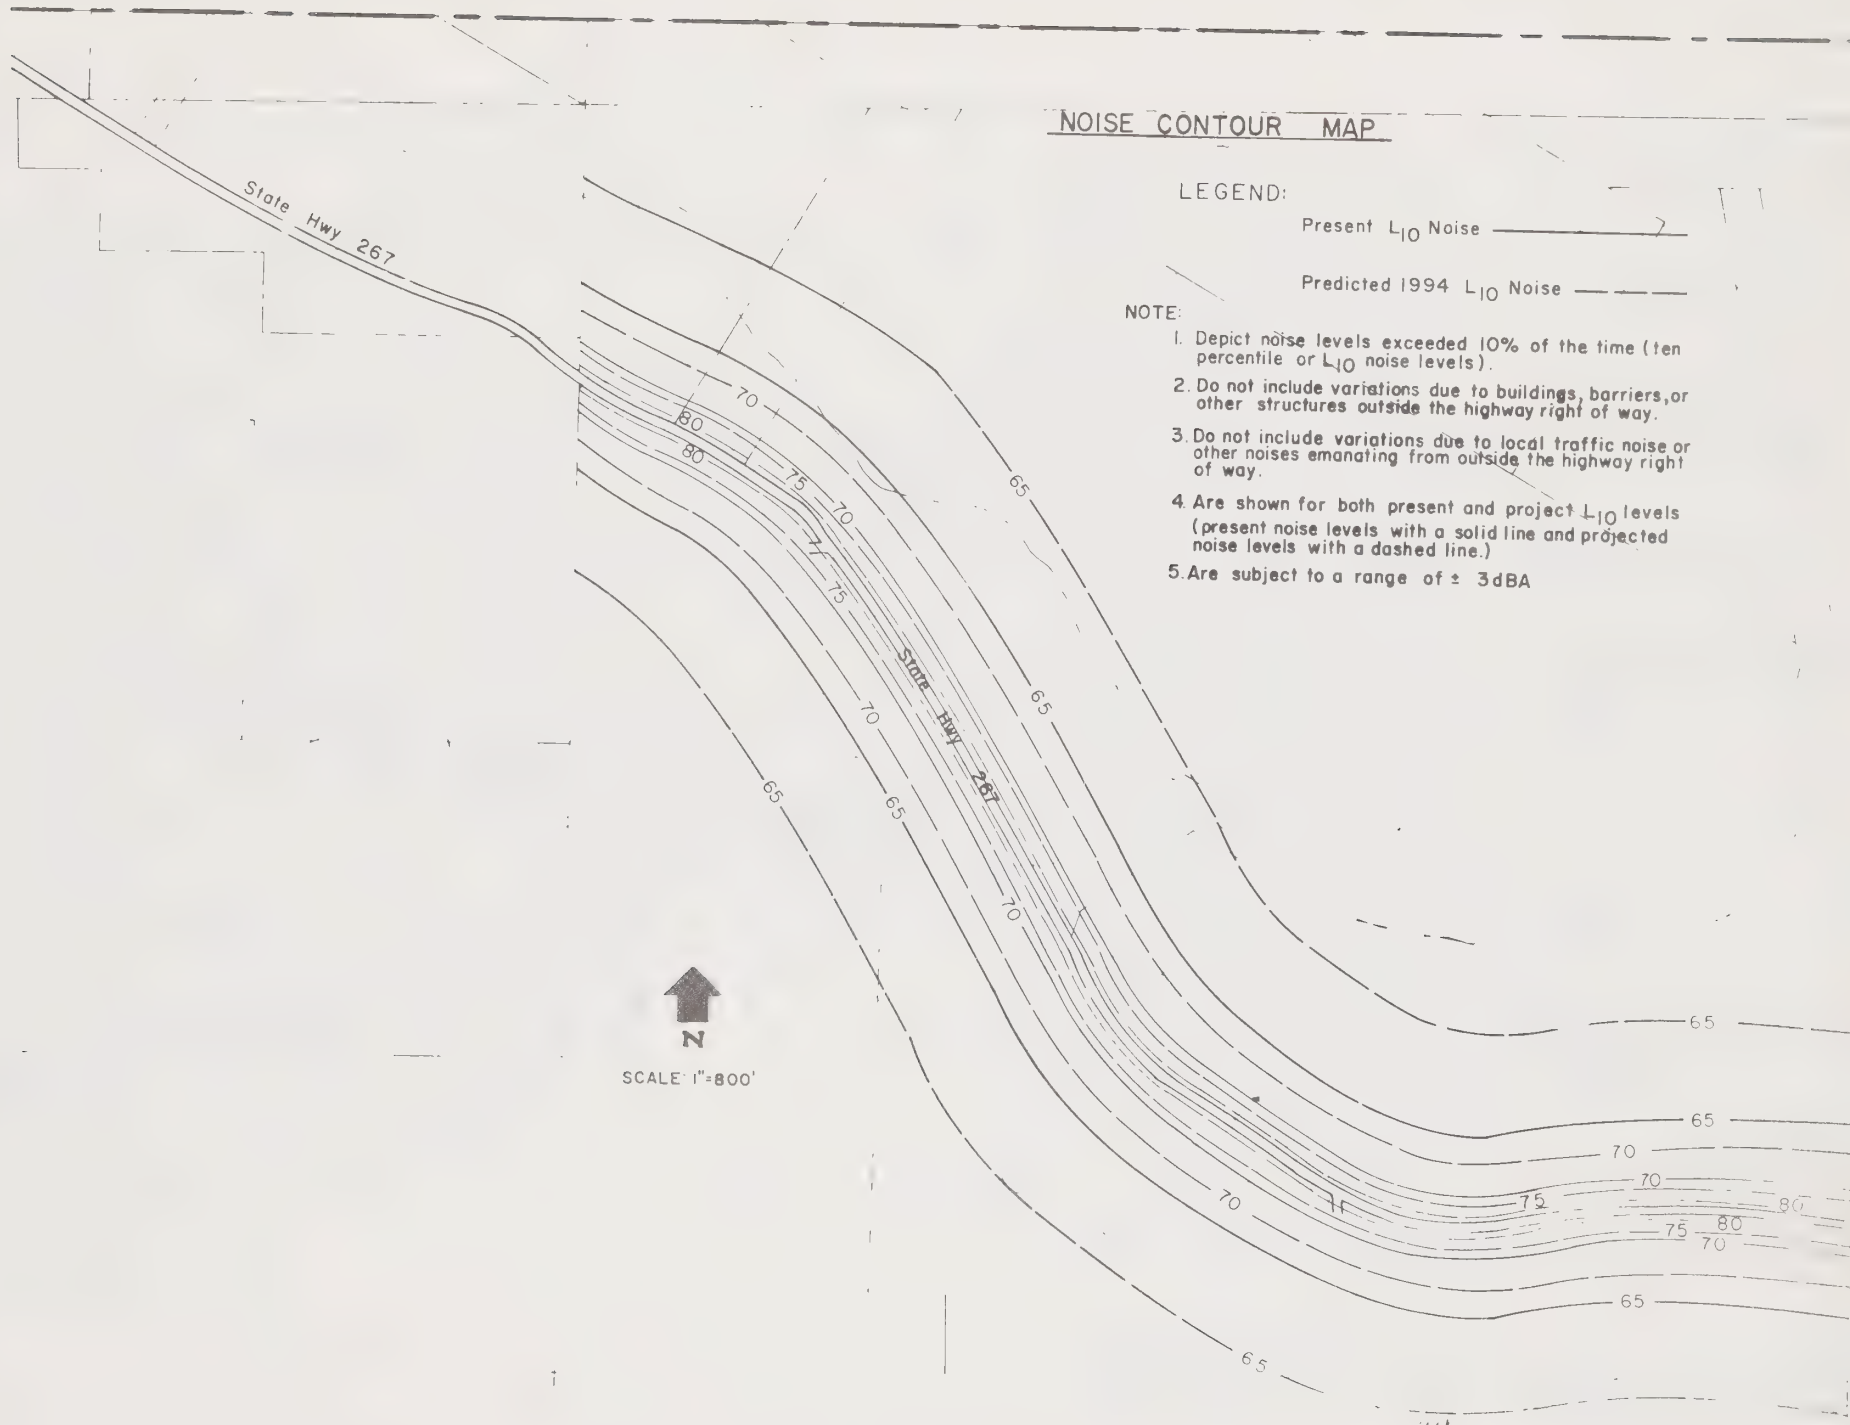 NOISE CONTOUR MAP
LEGEND:
Present L10 Noise
Predicted 1994 L10 Noise
NOTE:
1. Depict noise levels exceeded 10% of the time (ten
percentile or L10 noise levels).
2. Do not include variations due to buildings, barriers, or
other structures outside the highway right of way.
3. Do not include variations due to local traffic noise or
other noises emanating from outside the highway right
of way.
4. Are shown for both present and project L10 levels
(present noise levels with a solid line and projected
noise levels with a dashed line.)
5. Are subject to a range of ± 3dBA
State Hwy 267
70
80
80
75
70
65
75
State Hwy 267
70
65
65
65
70
N
SCALE 1"=800'
65
65
70
70
75
70
80
80
75
70
65
65